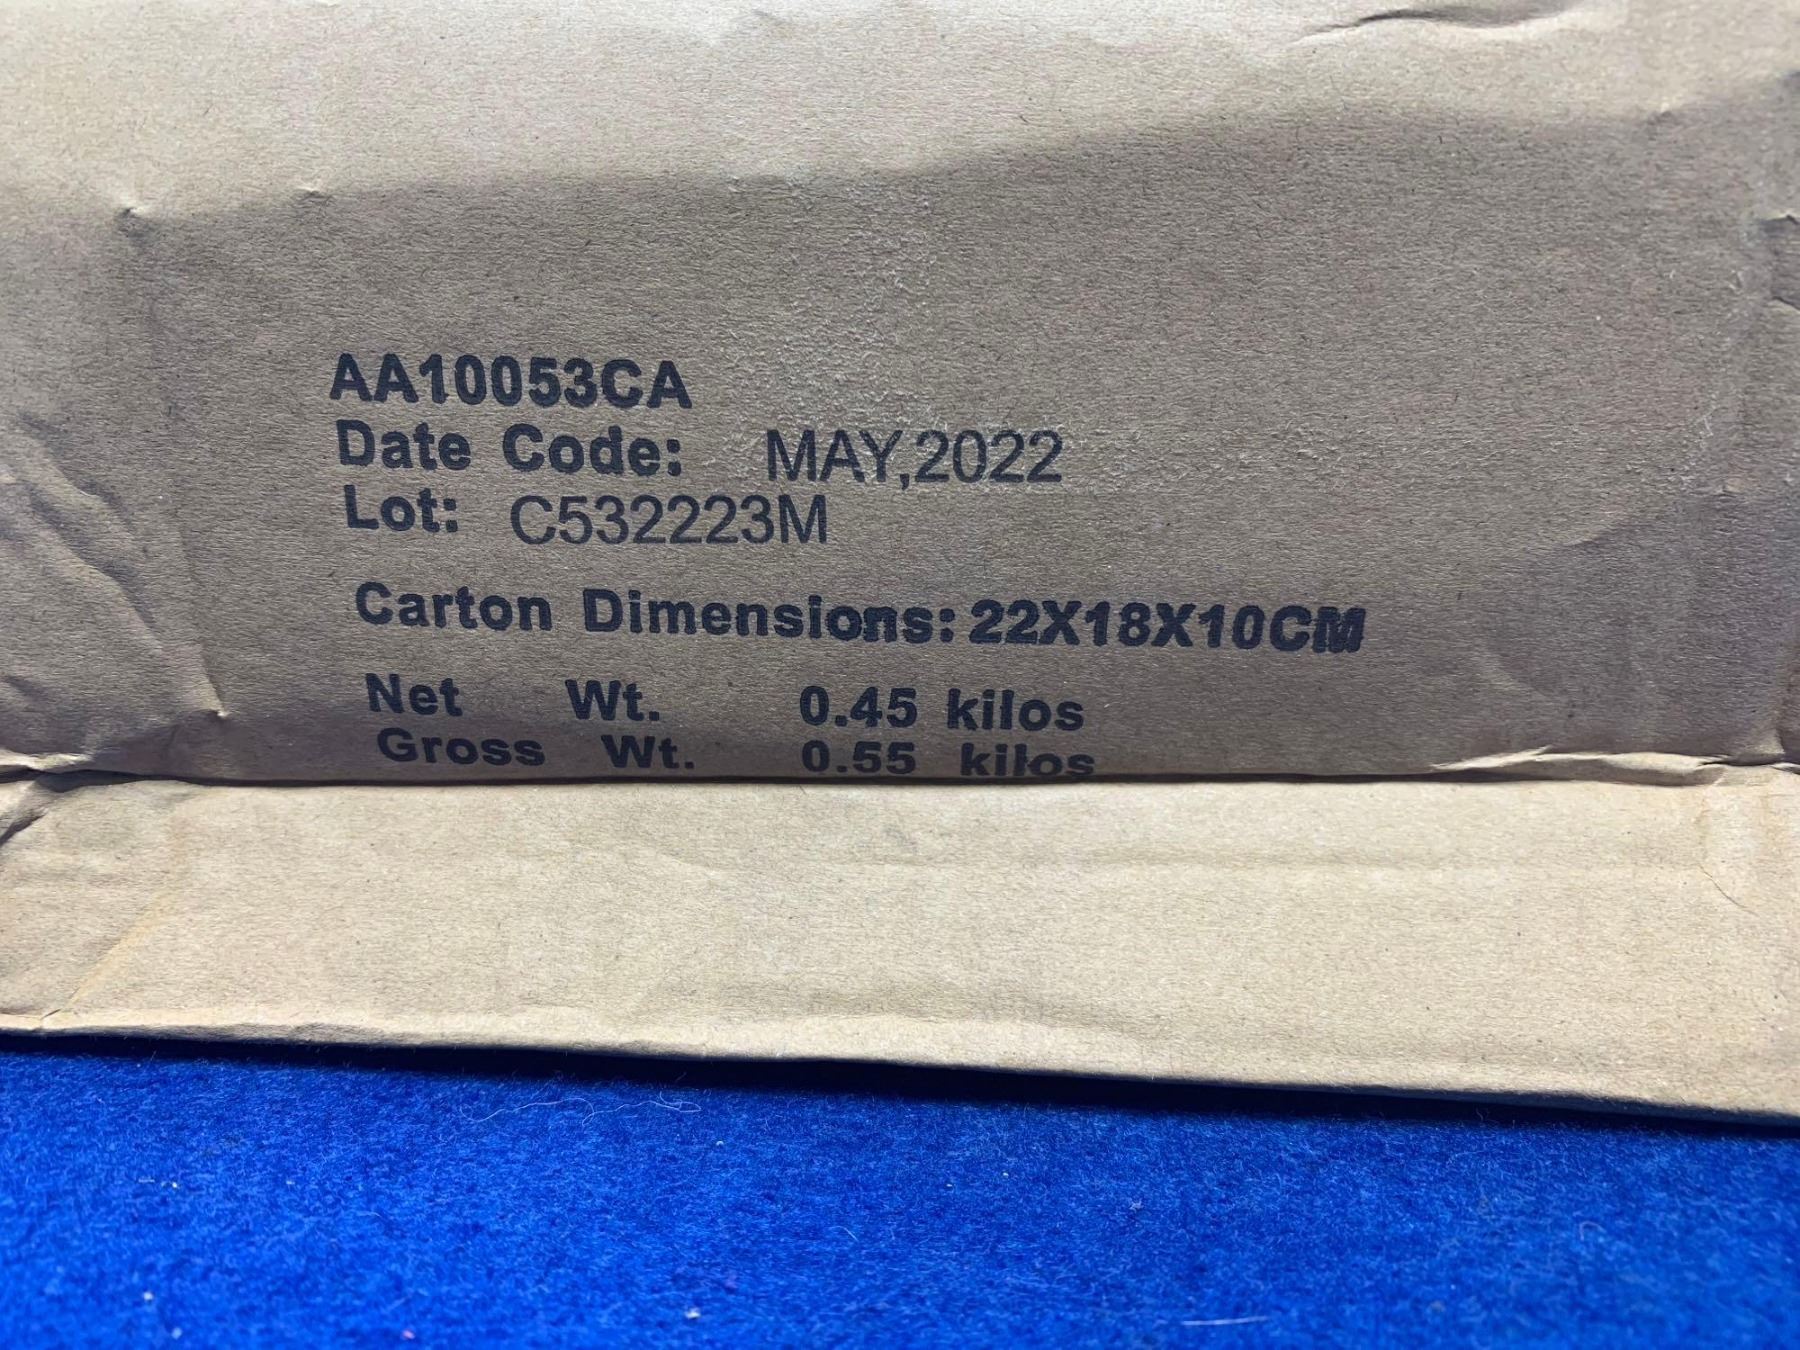 AA10053CA
Date Code: MAY,2022
Lot: C532223M
Carton Dimensions: 22X18X10CM
Net Wt. 0.45 kilos
Gross Wt. 0.55 kilos